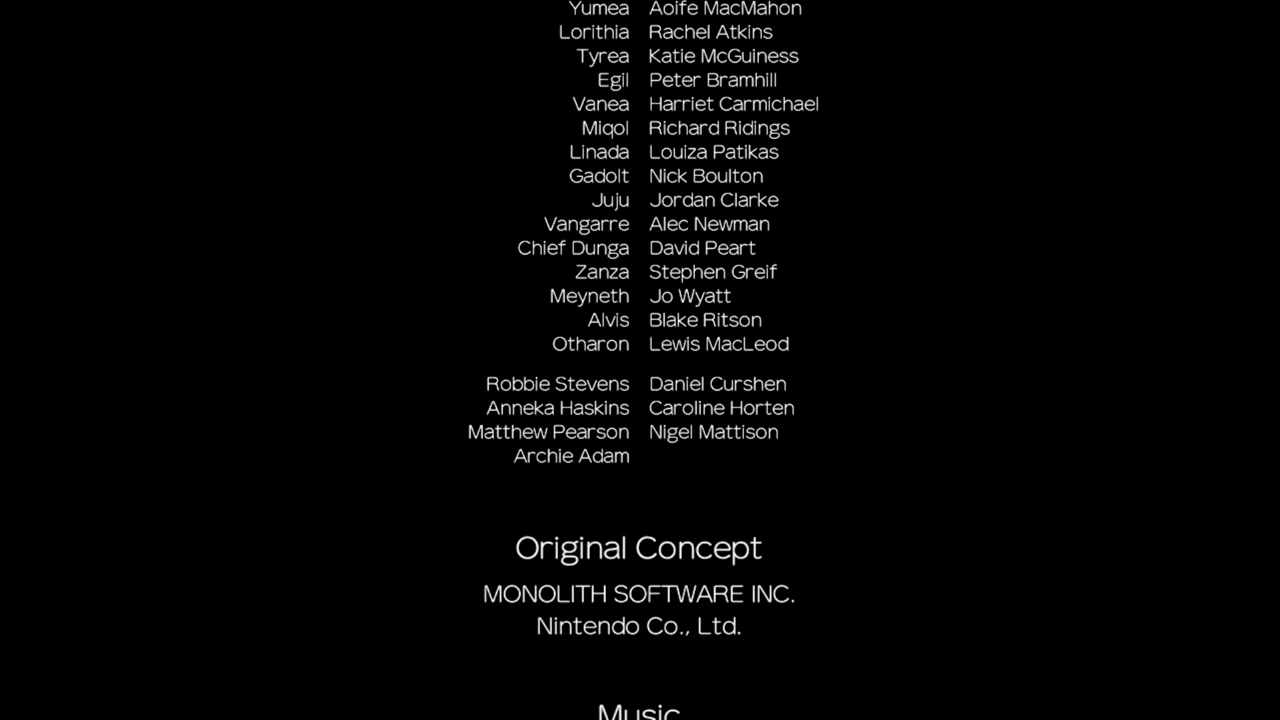 Yumea Aoife MacMahon
Lorithia Rachel Atkins
Tyrea Katie McGuiness
Egil Peter Bramhill
Vanea Harriet Carmichael
Miqol Richard Ridings
Linada Louiza Patikas
Gadolt Nick Boulton
Juju Jordan Clarke
Vangarre Alec Newman
Chief Dunga David Peart
Zanza Stephen Greif
Meyneth Jo Wyatt
Alvis Blake Ritson
Otharon Lewis MacLeod
Robbie Stevens Daniel Curshen
Anneka Haskins Caroline Horten
Matthew Pearson Nigel Mattison
Archie Adam
Original Concept
MONOLITH SOFTWARE INC.
Nintendo Co., Ltd.
Music